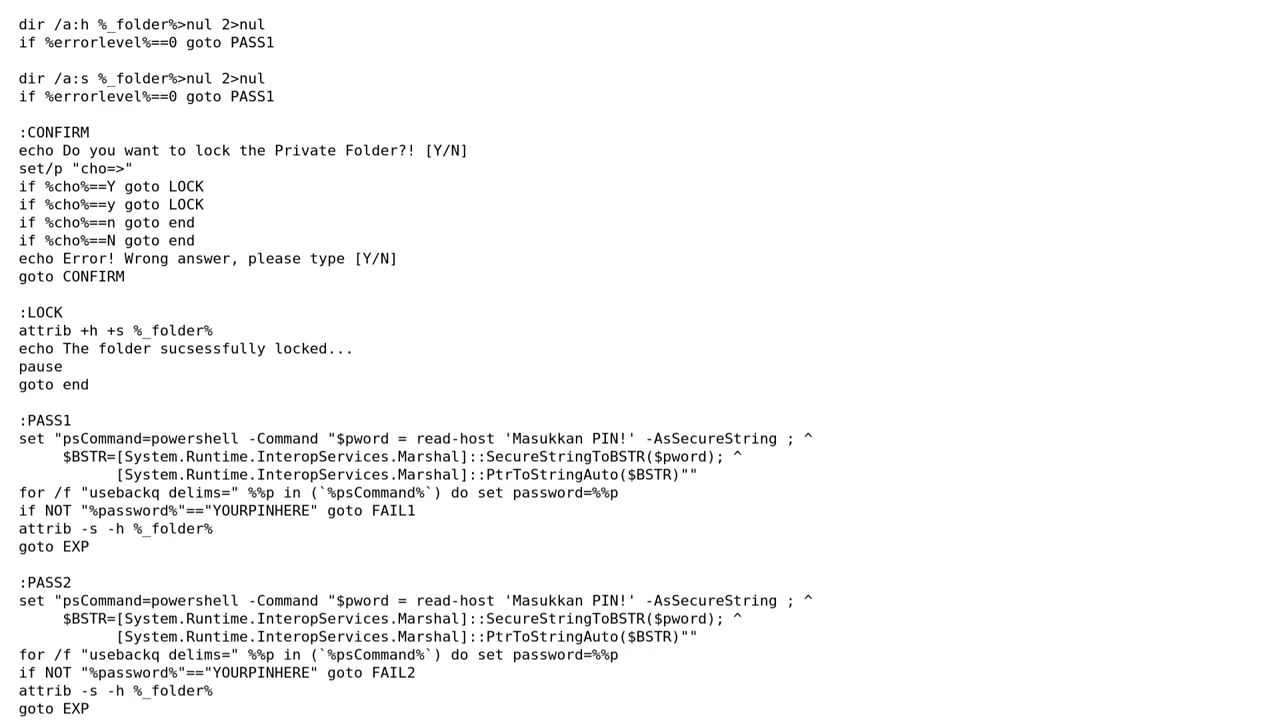 dir /a:h %_folder%>nul 2>nul
if %errorlevel%==0 goto PASS1

dir /a:s %_folder%>nul 2>nul
if %errorlevel%==0 goto PASS1

:CONFIRM
echo Do you want to lock the Private Folder?! [Y/N]
set/p "cho=>"
if %cho%==Y goto LOCK
if %cho%==y goto LOCK
if %cho%==n goto end
if %cho%==N goto end
echo Error! Wrong answer, please type [Y/N]
goto CONFIRM

:LOCK
attrib +h +s %_folder%
echo The folder sucsessfully locked...
pause
goto end

:PASS1
set "psCommand=powershell -Command "$pword = read-host 'Masukkan PIN!' -AsSecureString ; ^
     $BSTR=[System.Runtime.InteropServices.Marshal]::SecureStringToBSTR($pword); ^
           [System.Runtime.InteropServices.Marshal]::PtrToStringAuto($BSTR)""
for /f "usebackq delims=" %%p in (`%psCommand%`) do set password=%%p
if NOT "%password%"=="YOURPINHERE" goto FAIL1
attrib -s -h %_folder%
goto EXP

:PASS2
set "psCommand=powershell -Command "$pword = read-host 'Masukkan PIN!' -AsSecureString ; ^
     $BSTR=[System.Runtime.InteropServices.Marshal]::SecureStringToBSTR($pword); ^
           [System.Runtime.InteropServices.Marshal]::PtrToStringAuto($BSTR)""
for /f "usebackq delims=" %%p in (`%psCommand%`) do set password=%%p
if NOT "%password%"=="YOURPINHERE" goto FAIL2
attrib -s -h %_folder%
goto EXP